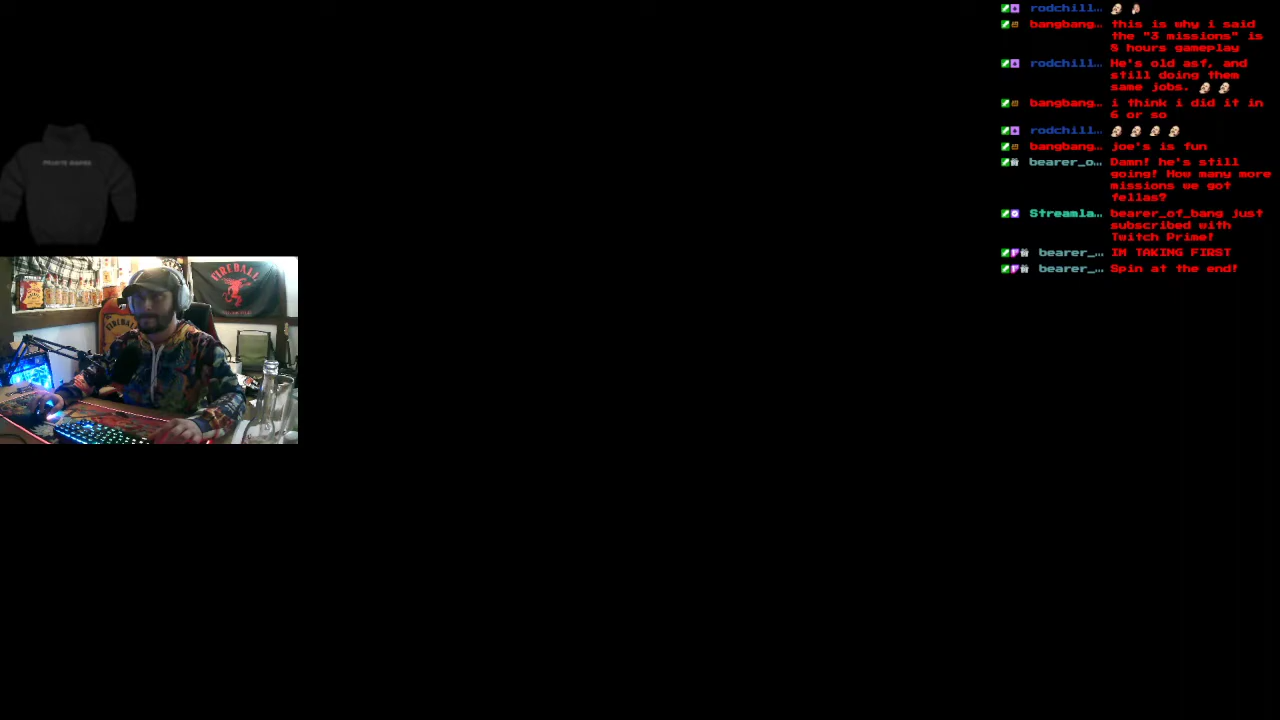 rodchill…
bangbang… this is why i said
the "3 missions" is
8 hours gameplay
rodchill… He's old asf, and
still doing them
same jobs.
bangbang… i think i did it in
6 or so
rodchill…
bangbang… joe's is fun
bearer_o… Damn! he's still
going! How many more
missions we got
fellas?
Streamla… bearer_of_bang just
subscribed with
Twitch Prime!
bearer_… IM TAKING FIRST
bearer_… Spin at the end!
FIREBALL